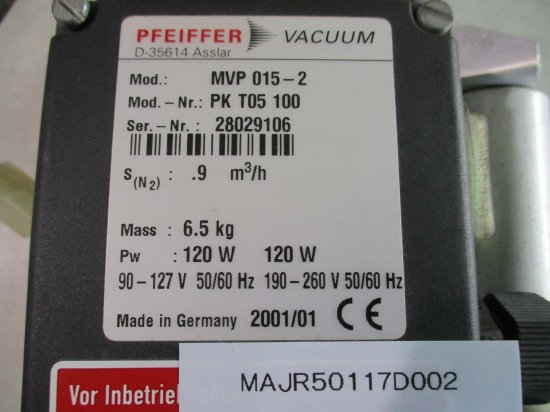 PFEIFFER VACUUM
D-35614 Asslar
Mod.: MVP 015-2
Mod.-Nr.: PK T05 100
Ser.-Nr.: 28029106
S(N2) : .9 m³/h
Mass : 6.5 kg
Pw : 120 W 120 W
90-127 V 50/60 Hz 190-260 V 50/60 Hz
Made in Germany 2001/01 CE
Vor
MAJR50117D002